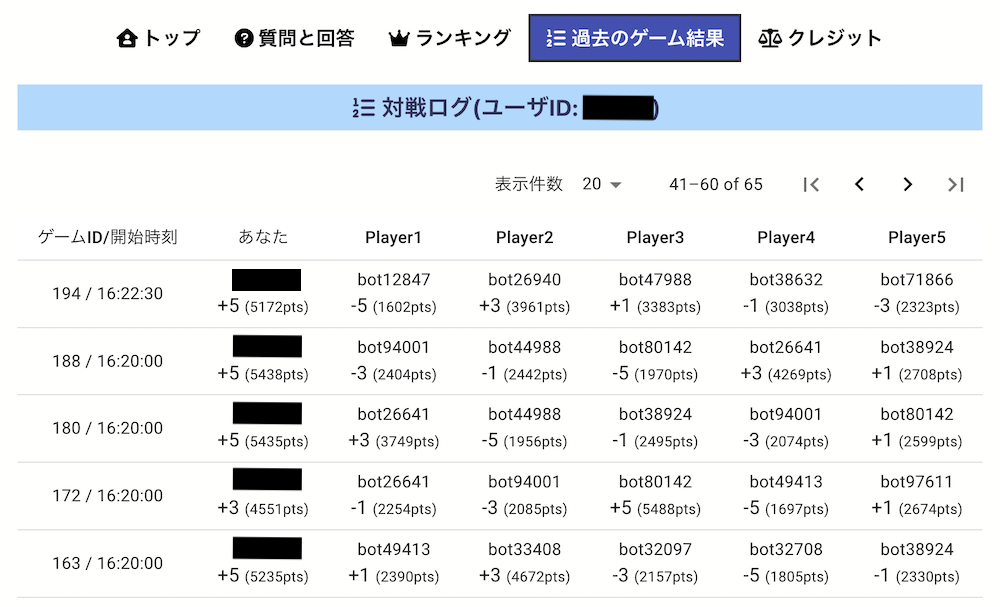 トップ 質問と回答 ランキング 過去のゲーム結果 クレジット
対戦ログ(ユーザID: )
表示件数 20 41–60 of 65
ゲームID/開始時刻 あなた Player1 Player2 Player3 Player4 Player5
bot12847 bot26940 bot47988 bot38632 bot71866
194 / 16:22:30
+5 (5172pts) -5 (1602pts) +3 (3961pts) +1 (3383pts) -1 (3038pts) -3 (2323pts)
bot94001 bot44988 bot80142 bot26641 bot38924
188 / 16:20:00
+5 (5438pts) -3 (2404pts) -1 (2442pts) -5 (1970pts) +3 (4269pts) +1 (2708pts)
bot26641 bot44988 bot38924 bot94001 bot80142
180 / 16:20:00
+5 (5435pts) +3 (3749pts) -5 (1956pts) -1 (2495pts) -3 (2074pts) +1 (2599pts)
bot26641 bot94001 bot80142 bot49413 bot97611
172 / 16:20:00
+3 (4551pts) -1 (2254pts) -3 (2085pts) +5 (5488pts) -5 (1697pts) +1 (2674pts)
bot49413 bot33408 bot32097 bot32708 bot38924
163 / 16:20:00
+5 (5235pts) +1 (2390pts) +3 (4672pts) -3 (2157pts) -5 (1805pts) -1 (2330pts)